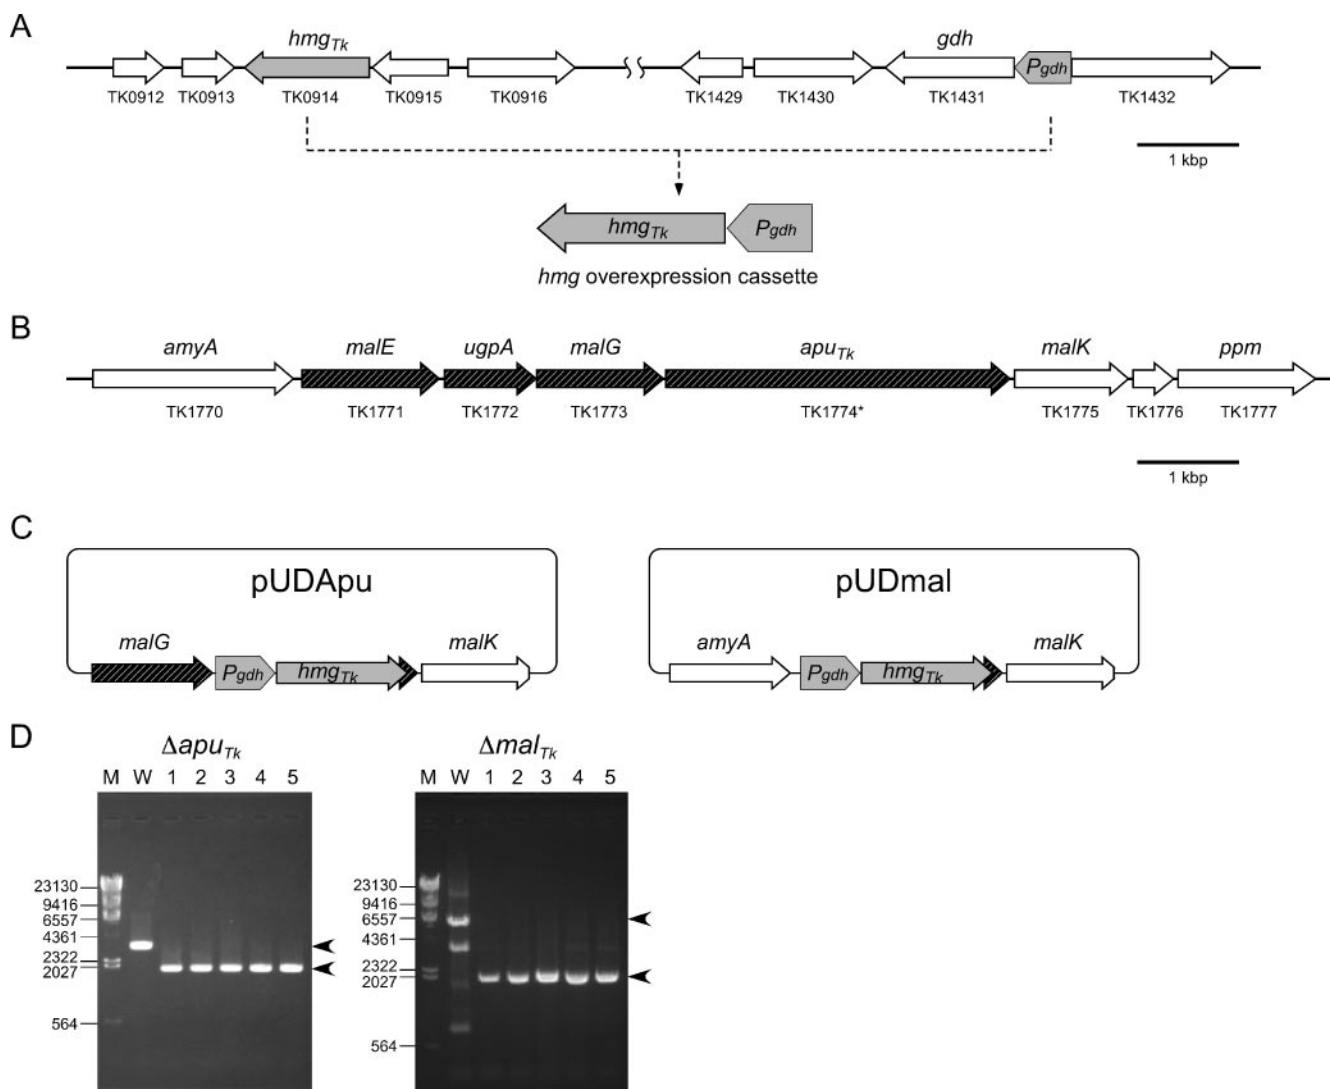 A
hmgTk gdh
Pgdh
TK0912 TK0913 TK0914 TK0915 TK0916 TK1429 TK1430 TK1431 TK1432
1 kbp
hmgTk Pgdh
hmg overexpression cassette
B
amyA malE ugpA malG apuTk malK ppm
TK1770 TK1771 TK1772 TK1773 TK1774* TK1775 TK1776 TK1777
1 kbp
C
pUDApu pUDmal
malG malK amyA malK
Pgdh hmgTk Pgdh hmgTk
D
ΔapuTk ΔmalTk
M W 1 2 3 4 5 M W 1 2 3 4 5
23130 23130
9416 9416
6557 6557
4361 4361
2322 2322
2027 2027
564 564